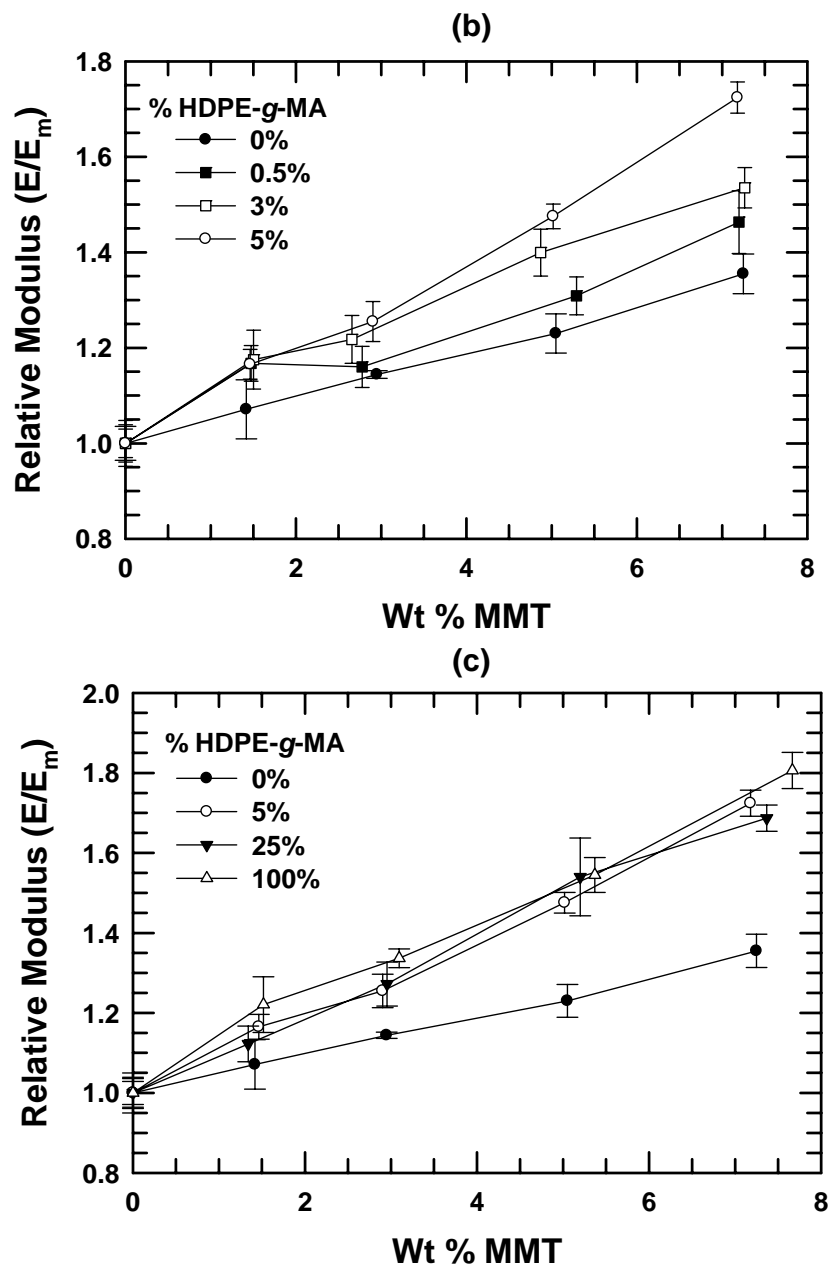 (b)
Relative Modulus (E/Em)
1.8
1.6
1.4
1.2
1.0
0.8
% HDPE-g-MA
0%
0.5%
3%
5%
0 2 4 6 8
Wt % MMT
(c)
Relative Modulus (E/Em)
2.0
1.8
1.6
1.4
1.2
1.0
0.8
% HDPE-g-MA
0%
5%
25%
100%
0 2 4 6 8
Wt % MMT